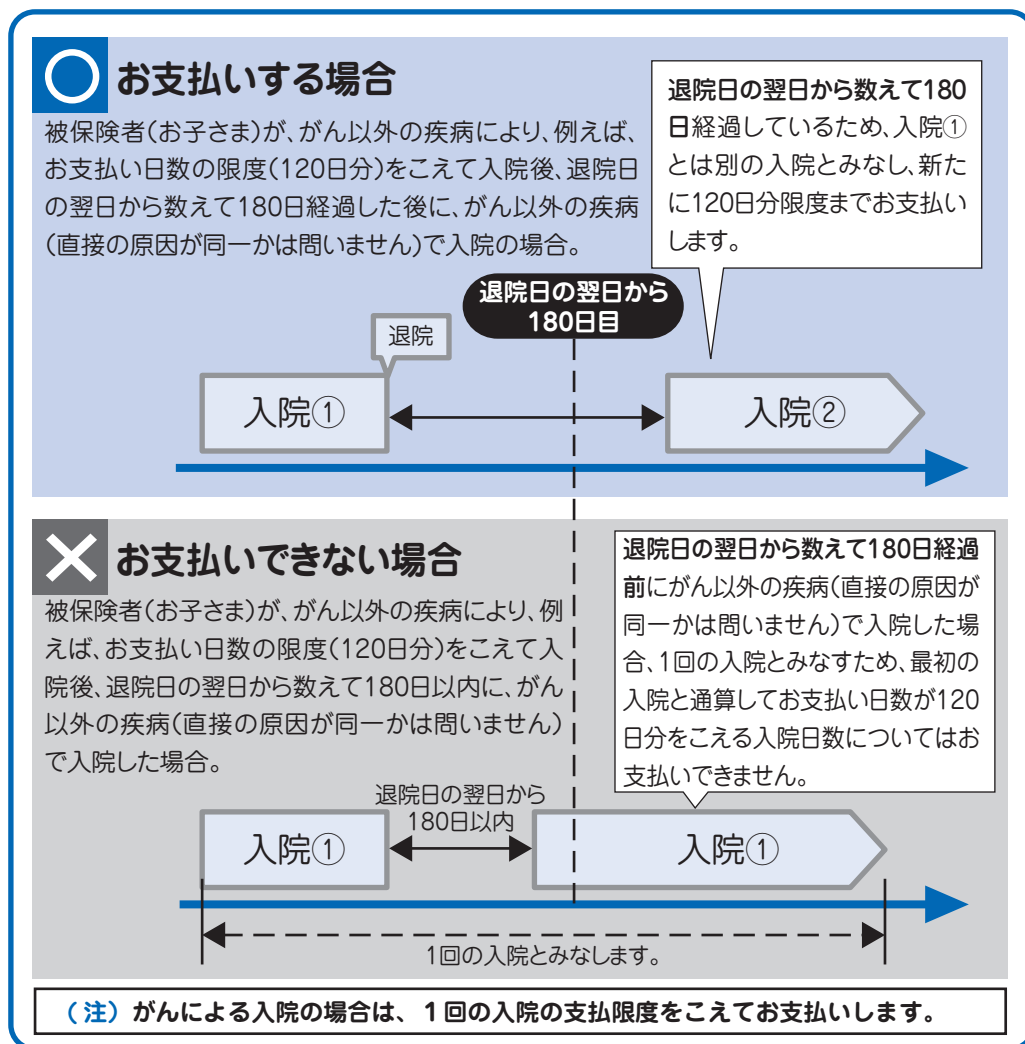 お支払いする場合
被保険者(お子さま)が、がん以外の疾病により、例えば、
お支払い日数の限度(120日分)をこえて入院後、退院日
の翌日から数えて180日経過した後に、がん以外の疾病
(直接の原因が同一かは問いません)で入院の場合。
退院日の翌日から数えて180
日経過しているため、入院①
とは別の入院とみなし、新た
に120日分限度までお支払い
します。
退院日の翌日から
180日目
退院
入院①
入院②
お支払いできない場合
被保険者(お子さま)が、がん以外の疾病により、例
えば、お支払い日数の限度(120日分)をこえて入
院後、退院日の翌日から数えて180日以内に、がん
以外の疾病(直接の原因が同一かは問いません)
で入院した場合。
退院日の翌日から数えて180日経過
前にがん以外の疾病(直接の原因が
同一かは問いません)で入院した場
合、1回の入院とみなすため、最初の
入院と通算してお支払い日数が120
日分をこえる入院日数についてはお
支払いできません。
退院日の翌日から
180日以内
入院①
入院①
1回の入院とみなします。
(注)がんによる入院の場合は、1回の入院の支払限度をこえてお支払いします。